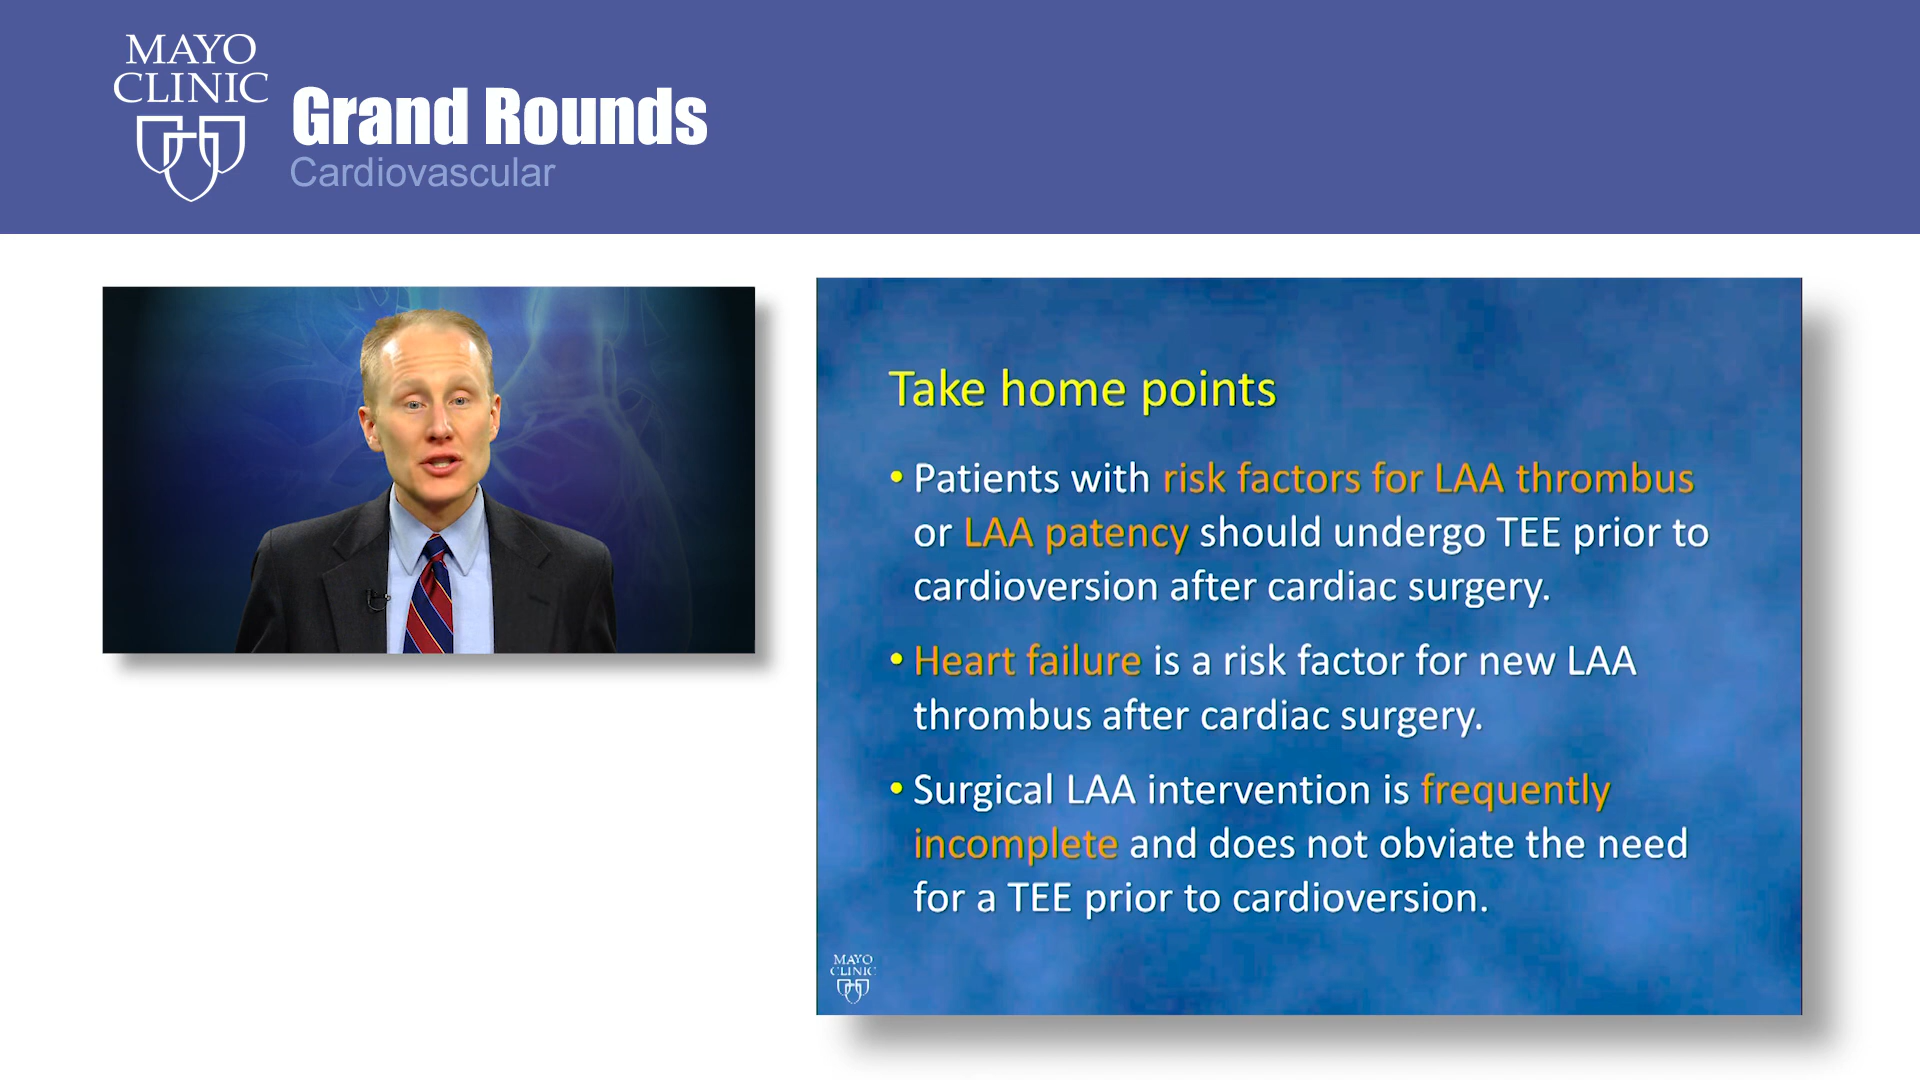 MAYO
CLINIC
Grand Rounds
Cardiovascular
Take home points
• Patients with risk factors for LAA thrombus
or LAA patency should undergo TEE prior to
cardioversion after cardiac surgery.
• Heart failure is a risk factor for new LAA
thrombus after cardiac surgery.
• Surgical LAA intervention is frequently
incomplete and does not obviate the need
for a TEE prior to cardioversion.
MAYO
CLINIC